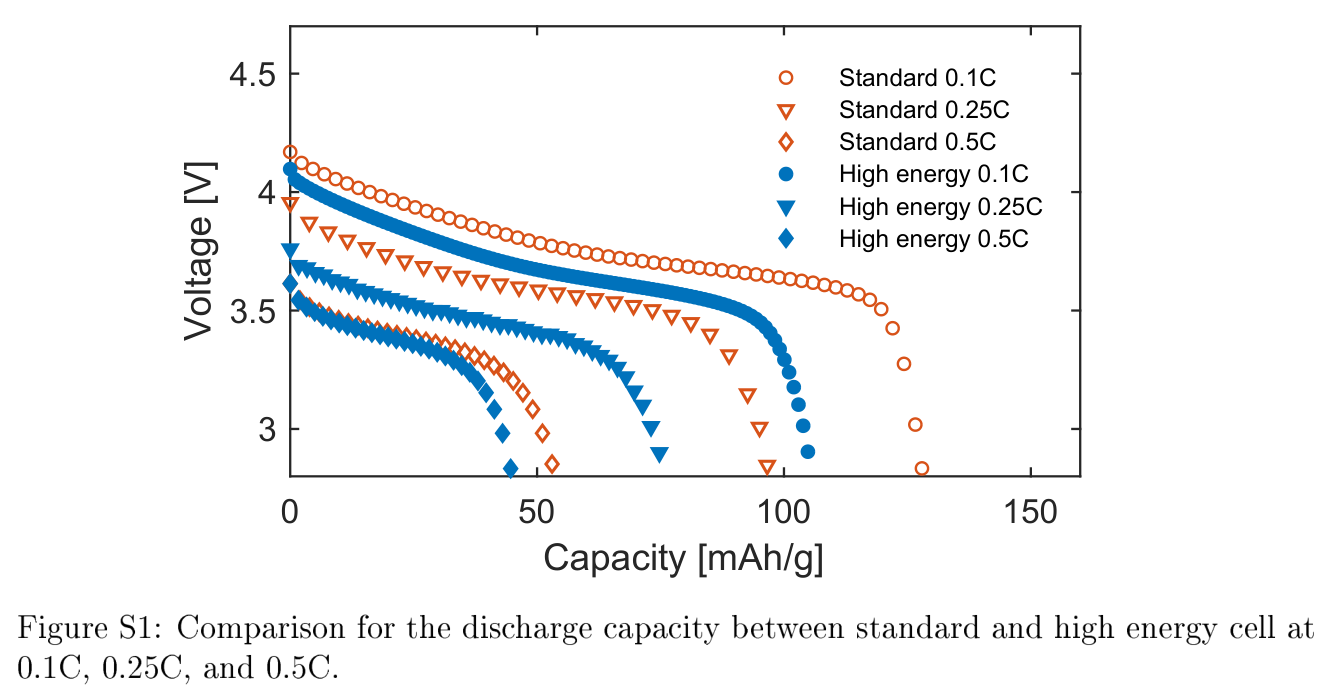 4.5
4
3.5
3
Voltage [V]
Standard 0.1C
Standard 0.25C
Standard 0.5C
High energy 0.1C
High energy 0.25C
High energy 0.5C
0 50 100 150
Capacity [mAh/g]
Figure S1: Comparison for the discharge capacity between standard and high energy cell at
0.1C, 0.25C, and 0.5C.